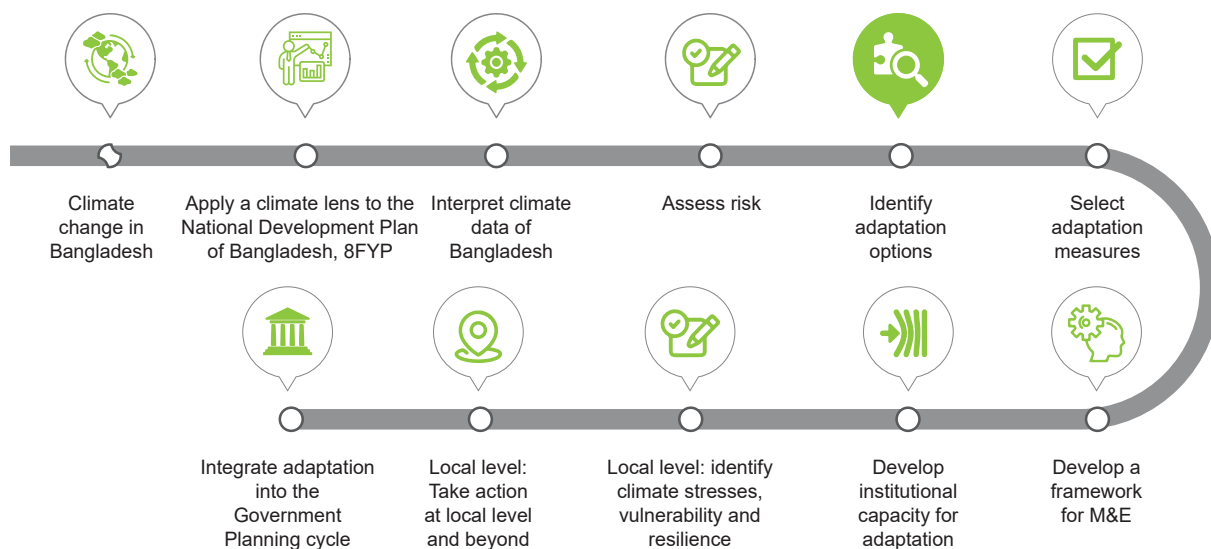 Climate
change in
Bangladesh
Apply a climate lens to the
National Development Plan
of Bangladesh, 8FYP
Interpret climate
data of
Bangladesh
Assess risk
Identify
adaptation
options
Select
adaptation
measures
Integrate adaptation
into the
Government
Planning cycle
Local level:
Take action
at local level
and beyond
Local level: identify
climate stresses,
vulnerability and
resilience
Develop
institutional
capacity for
adaptation
Develop a
framework
for M&E